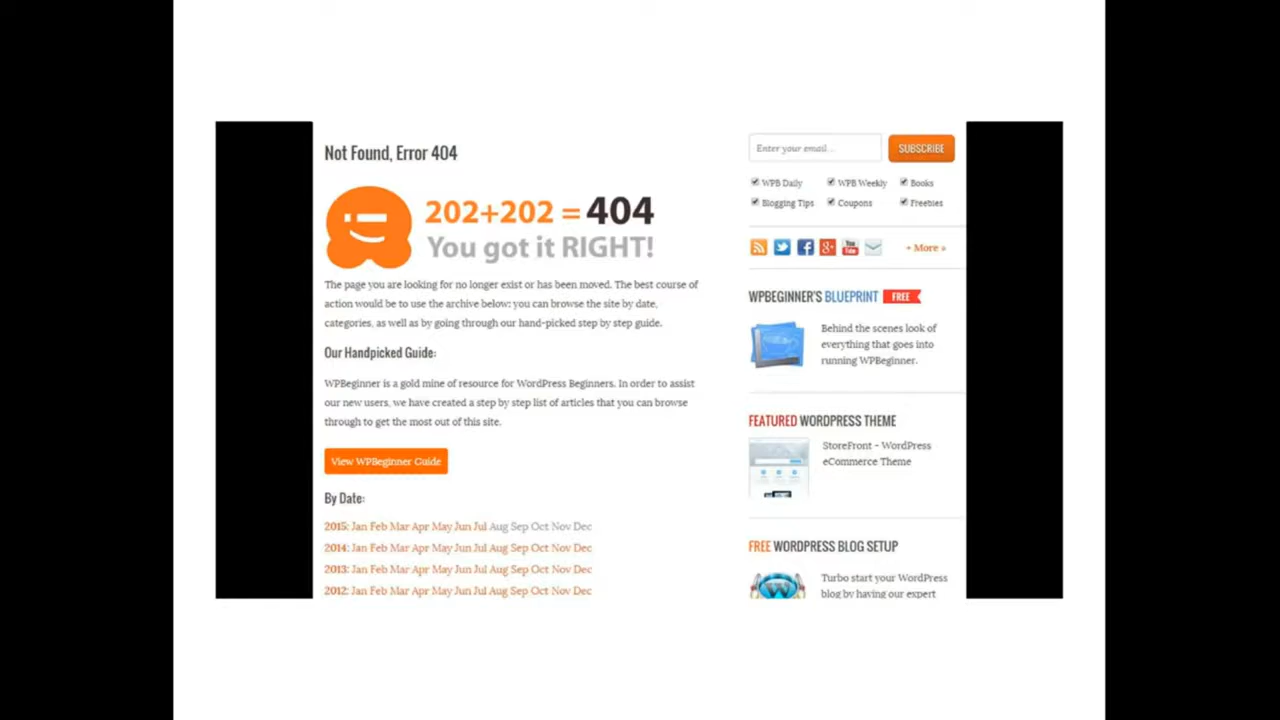 Not Found, Error 404
202+202 = 404
You got it RIGHT!
The page you are looking for no longer exist or has been moved. The best course of
action would be to use the archive below: you can browse the site by date,
categories, as well as by going through our hand-picked step by step guide.
Our Handpicked Guide:
WPBeginner is a gold mine of resource for WordPress Beginners. In order to assist
our new users, we have created a step by step list of articles that you can browse
through to get the most out of this site.
View WPBeginner Guide
By Date:
2015: Jan Feb Mar Apr May Jun Jul Aug Sep Oct Nov Dec
2014: Jan Feb Mar Apr May Jun Jul Aug Sep Oct Nov Dec
2013: Jan Feb Mar Apr May Jun Jul Aug Sep Oct Nov Dec
2012: Jan Feb Mar Apr May Jun Jul Aug Sep Oct Nov Dec
Enter your email...
SUBSCRIBE
WPB Daily WPB Weekly Books
Blogging Tips Coupons Freebies
You Tube
+ More »
WPBEGINNER'S BLUEPRINT FREE
Behind the scenes look of
everything that goes into
running WPBeginner.
FEATURED WORDPRESS THEME
StoreFront - WordPress
eCommerce Theme
FREE WORDPRESS BLOG SETUP
Turbo start your WordPress
blog by having our expert